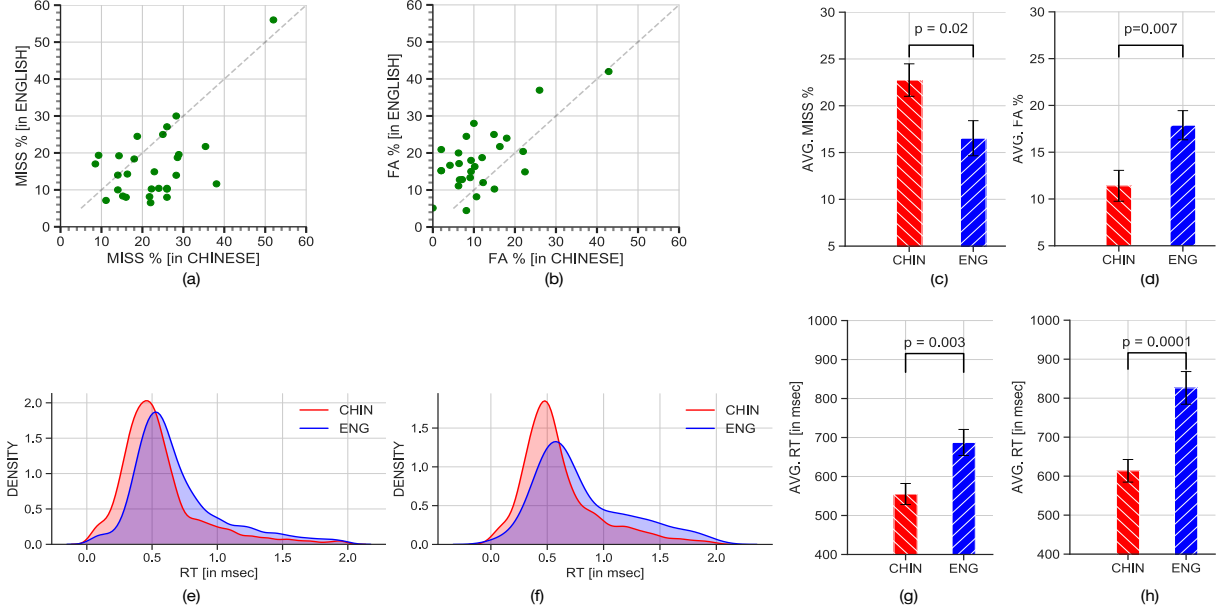 60
50
40
30
20
10
0
MISS % [in ENGLISH]
0 10 20 30 40 50 60
MISS % [in CHINESE]
(a)
60
50
40
30
20
10
0
FA % [in ENGLISH]
0 10 20 30 40 50 60
FA % [in CHINESE]
(b)
30
25
20
15
10
5
AVG. MISS %
p = 0.02
CHIN ENG
(c)
30
25
20
15
10
5
AVG. FA %
p=0.007
CHIN ENG
(d)
2.0
1.5
1.0
0.5
0.0
DENSITY
CHIN
ENG
0.0 0.5 1.0 1.5 2.0
RT [in msec]
(e)
1.5
1.0
0.5
0.0
DENSITY
CHIN
ENG
0.0 0.5 1.0 1.5 2.0
RT [in msec]
(f)
1000
900
800
700
600
500
400
AVG. RT [in msec]
p = 0.003
CHIN ENG
(g)
1000
900
800
700
600
500
400
AVG. RT [in msec]
p = 0.0001
CHIN ENG
(h)